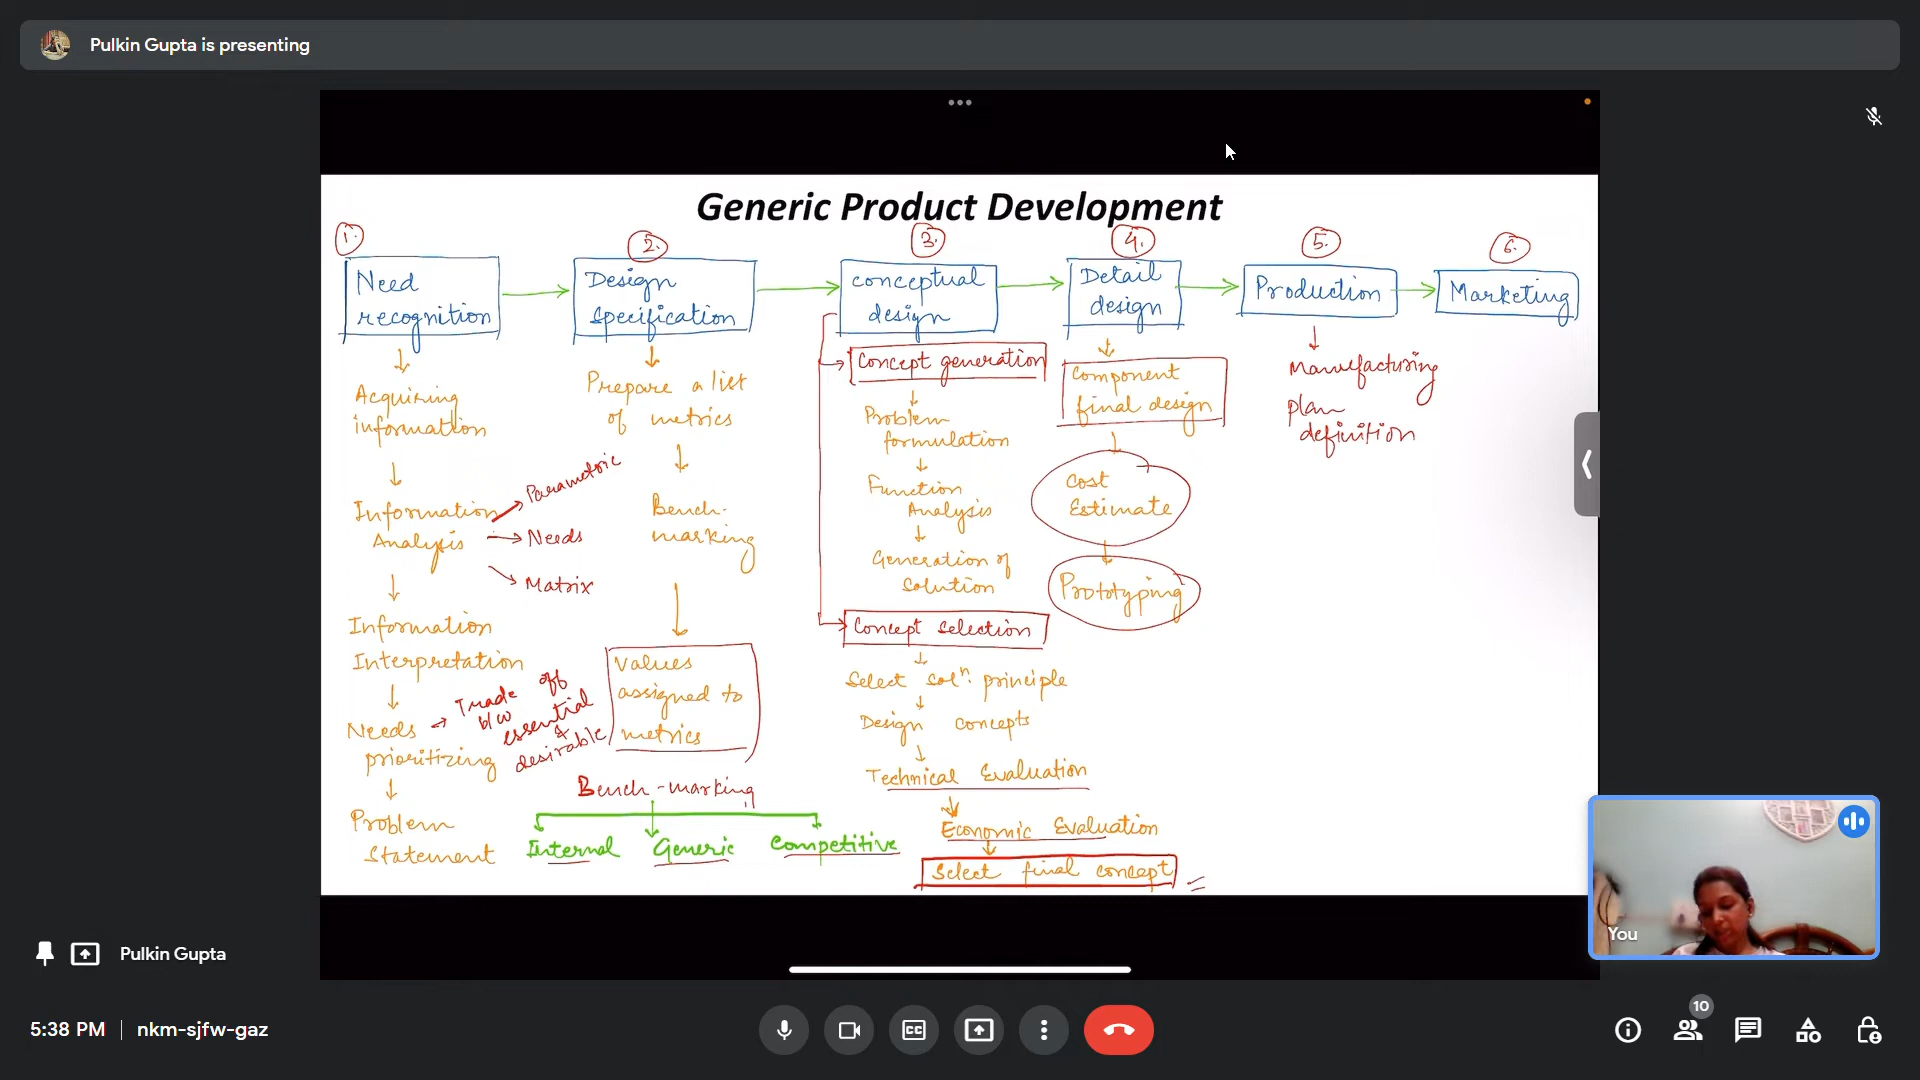 Pulkin Gupta is presenting
Generic Product Development
1.
2.
3.
4.
5.
6.
Need
recognition
Design
specification
conceptual
design
Detail
design
Production
Marketing
Acquiring
information
Information
Analysis
Parametric
Needs
Matrix
Information
Interpretation
Needs
prioritizing
Trade off
b/w
essential
&
desirable
Problem
Statement
Prepare a list
of metrics
Bench-
marking
Values
assigned to
metrics
Bench-marking
Internal
Generic
Competitive
Concept generation
Problem
formulation
Function
Analysis
Generation of
solution
Concept selection
Select solⁿ. principle
Design concepts
Technical Evaluation
Economic Evaluation
Select final concept
Component
final design
Cost
Estimate
Prototyping
Manufacturing
plan
definition
You
Pulkin Gupta
5:38 PM | nkm-sjfw-gaz
CC
10